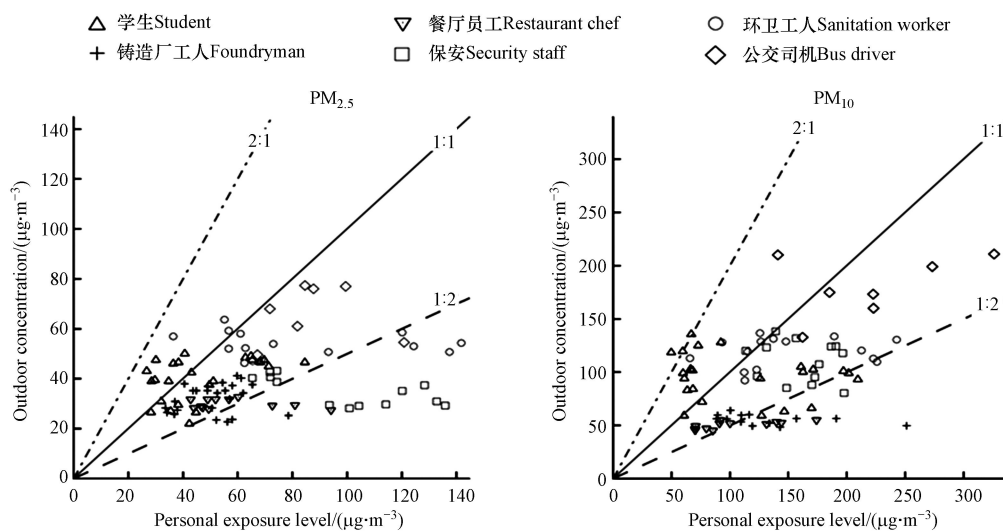 学生Student
餐厅员工Restaurant chef
环卫工人Sanitation worker
铸造厂工人Foundryman
保安Security staff
公交司机Bus driver
PM2.5
140
120
100
80
60
40
20
0
0 20 40 60 80 100 120 140
2:1
1:1
1:2
Outdoor concentration/(μg·m−3)
Personal exposure level/(μg·m−3)
PM10
300
250
200
150
100
50
0
0 50 100 150 200 250 300
2:1
1:1
1:2
Outdoor concentration/(μg·m−3)
Personal exposure level/(μg·m−3)